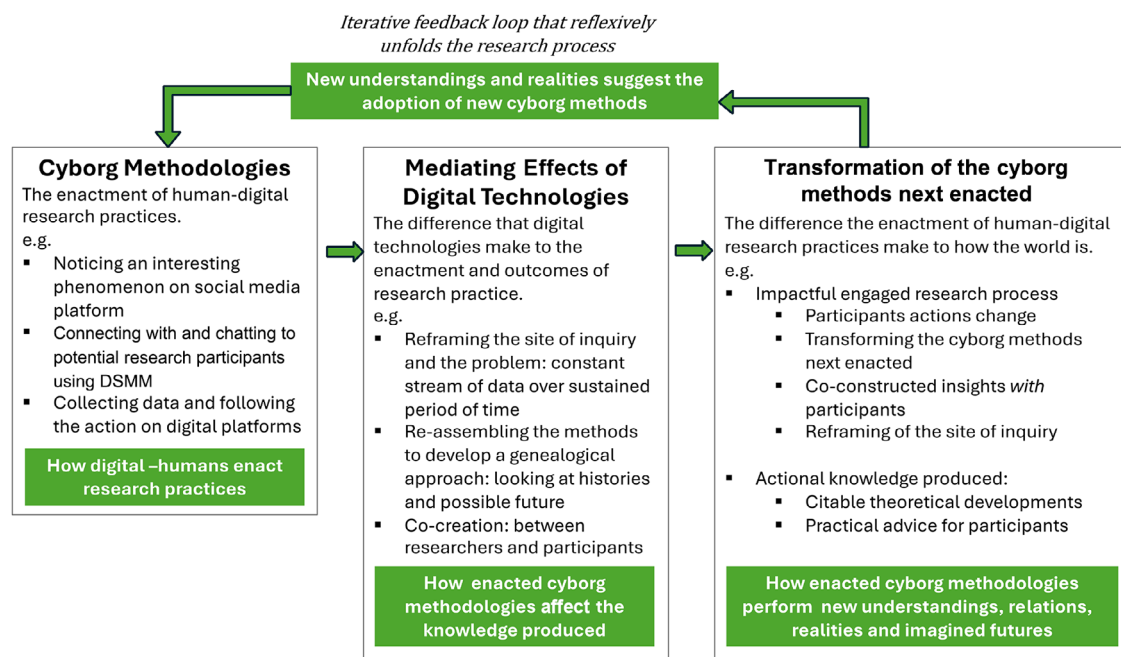 Iterative feedback loop that reflexively
unfolds the research process
New understandings and realities suggest the
adoption of new cyborg methods
Cyborg Methodologies
The enactment of human-digital
research practices.
e.g.
▪ Noticing an interesting
phenomenon on social media
platform
▪ Connecting with and chatting to
potential research participants
using DSMM
▪ Collecting data and following
the action on digital platforms
How digital –humans enact
research practices
Mediating Effects of
Digital Technologies
The difference that digital
technologies make to the
enactment and outcomes of
research practice.
e.g.
▪ Reframing the site of inquiry
and the problem: constant
stream of data over sustained
period of time
▪ Re-assembling the methods
to develop a genealogical
approach: looking at histories
and possible future
▪ Co-creation: between
researchers and participants
How enacted cyborg
methodologies affect the
knowledge produced
Transformation of the cyborg
methods next enacted
The difference the enactment of human-digital
research practices make to how the world is.
e.g.
▪ Impactful engaged research process
▪ Participants actions change
▪ Transforming the cyborg methods
next enacted
▪ Co-constructed insights with
participants
▪ Reframing of the site of inquiry
▪ Actional knowledge produced:
▪ Citable theoretical developments
▪ Practical advice for participants
How enacted cyborg methodologies
perform new understandings, relations,
realities and imagined futures